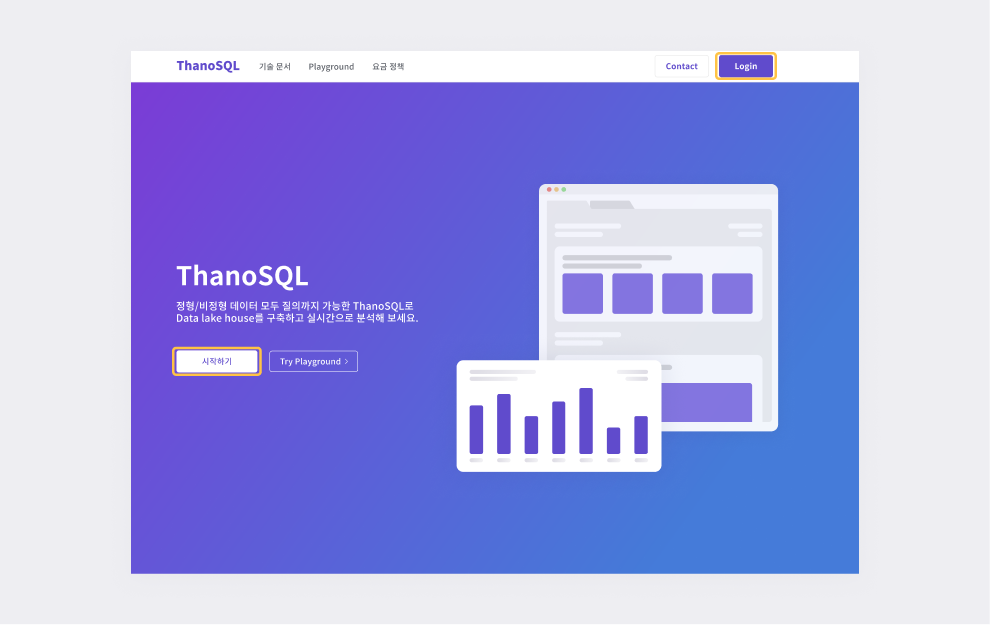 ThanoSQL 기술 문서 Playground 요금 정책 Contact Login
ThanoSQL
정형/비정형 데이터 모두 질의까지 가능한 ThanoSQL로
Data lake house를 구축하고 실시간으로 분석해 보세요.
시작하기 Try Playground >